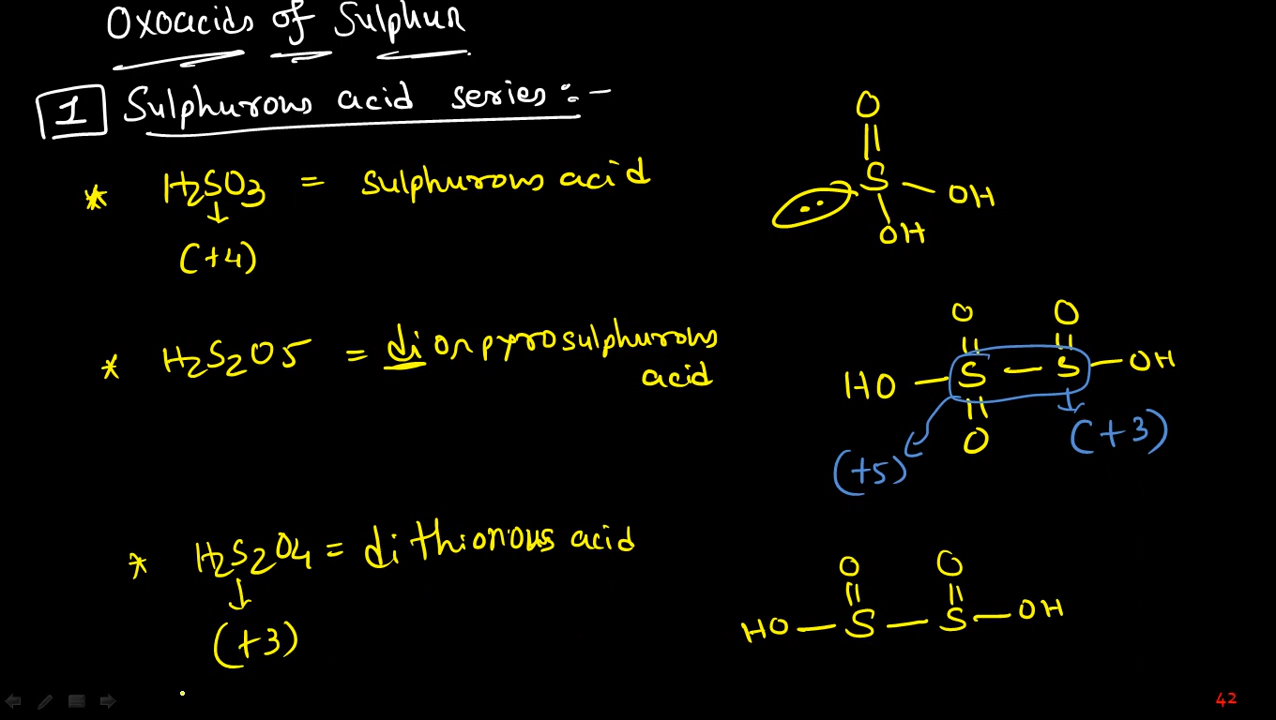 Oxoacids of Sulphur
1 Sulphurous acid series :-
* H2SO3 = sulphurous acid
(+4)
O
S
OH
OH
* H2S2O5 = di or pyrosulphurous
acid
O O
HO S S OH
O
(+5)
(+3)
* H2S2O4 = dithionous acid
(+3)
O O
HO S S OH
42